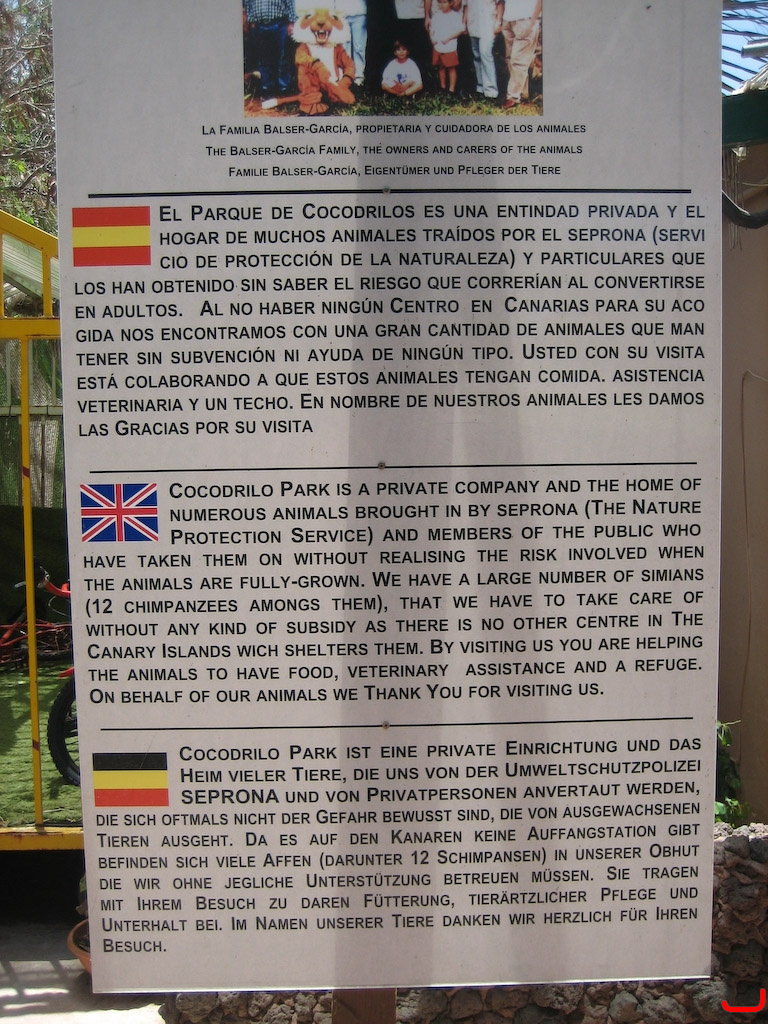 La Familia Balser-García, propietaria y cuidadora de los animales
The Balser-García Family, the owners and carers of the animals
Familie Balser-García, Eigentümer und Pfleger der Tiere
El Parque de Cocodrilos es una entindad privada y el
hogar de muchos animales traídos por el seprona (servi
cio de protección de la naturaleza) y particulares que
los han obtenido sin saber el riesgo que correrían al convertirse
en adultos. Al no haber ningún Centro en Canarias para su aco
gida nos encontramos con una gran cantidad de animales que man
tener sin subvención ni ayuda de ningún tipo. Usted con su visita
está colaborando a que estos animales tengan comida. asistencia
veterinaria y un techo. En nombre de nuestros animales les damos
las Gracias por su visita
Cocodrilo Park is a private company and the home of
numerous animals brought in by seprona (The Nature
Protection Service) and members of the public who
have taken them on without realising the risk involved when
the animals are fully-grown. We have a large number of simians
(12 chimpanzees amongs them), that we have to take care of
without any kind of subsidy as there is no other centre in The
Canary Islands wich shelters them. By visiting us you are helping
the animals to have food, veterinary assistance and a refuge.
On behalf of our animals we Thank You for visiting us.
Cocodrilo Park ist eine private Einrichtung und das
Heim vieler Tiere, die uns von der Umweltschutzpolizei
SEPRONA und von Privatpersonen anvertaut werden,
die sich oftmals nicht der Gefahr bewusst sind, die von ausgewachsenen
Tieren ausgeht. Da es auf den Kanaren keine Auffangstation gibt
befinden sich viele Affen (darunter 12 Schimpansen) in unserer Obhut
die wir ohne jegliche Unterstützung betreuen müssen. Sie tragen
mit Ihrem Besuch zu daren Fütterung, tierärtzlicher Pflege und
Unterhalt bei. Im Namen unserer Tiere danken wir herzlich für Ihren
Besuch.